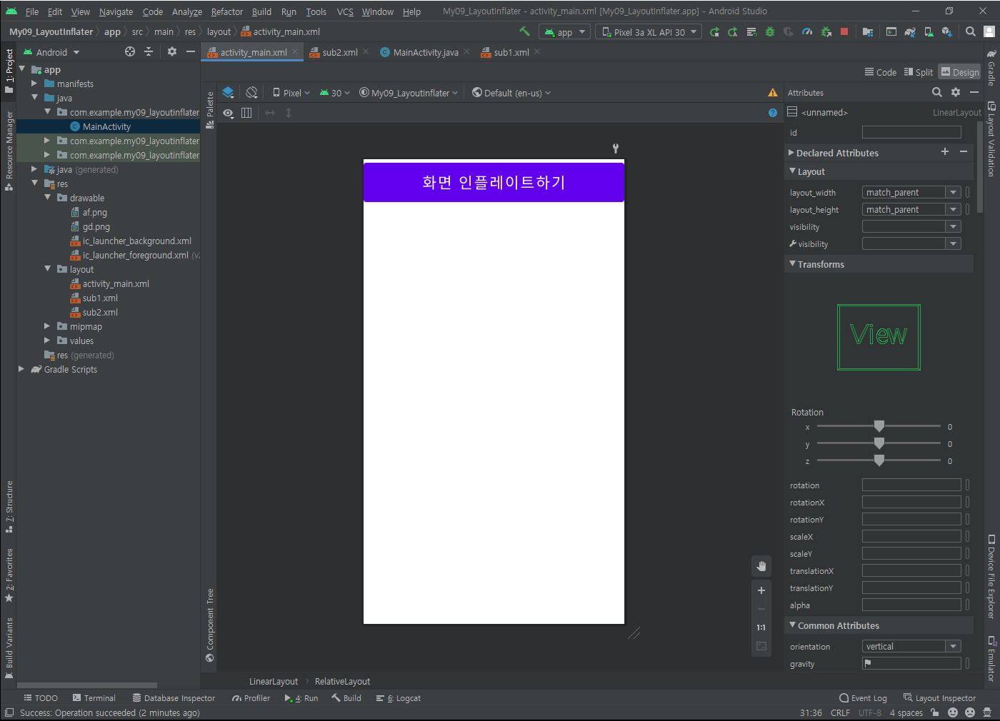 File Edit View Navigate Code Analyze Refactor Build Run Tools VCS Window Help My09_LayoutInflater - activity_main.xml [My09_LayoutInflater.app] - Android Studio
My09_LayoutInflater app src main res layout activity_main.xml app Pixel 3a XL API 30
Android
activity_main.xml sub2.xml MainActivity.java sub1.xml
Code Split Design
1: Project
Resource Manager
7: Structure
2: Favorites
Build Variants
app
manifests
java
com.example.my09_layoutinflater
MainActivity
com.example.my09_layoutinflater
com.example.my09_layoutinflater
java (generated)
res
drawable
af.png
gd.png
ic_launcher_background.xml
ic_launcher_foreground.xml (v2
layout
activity_main.xml
sub1.xml
sub2.xml
mipmap
values
res (generated)
Gradle Scripts
Palette
Component Tree
Pixel 30 My09_LayoutInflater Default (en-us)
화면 인플레이트하기
1:1
Attributes
<unnamed> LinearLayout
id
Declared Attributes
Layout
layout_width match_parent
layout_height match_parent
visibility
visibility
Transforms
View
Rotation
x 0
y 0
z 0
rotation
rotationX
rotationY
scaleX
scaleY
translationX
translationY
alpha
Common Attributes
orientation vertical
gravity
Gradle
Layout Validation
Device File Explorer
Emulator
LinearLayout RelativeLayout
TODO Terminal Database Inspector Profiler 4: Run Build 6: Logcat Event Log Layout Inspector
Success: Operation succeeded (2 minutes ago) 31:36 CRLF UTF-8 4 spaces